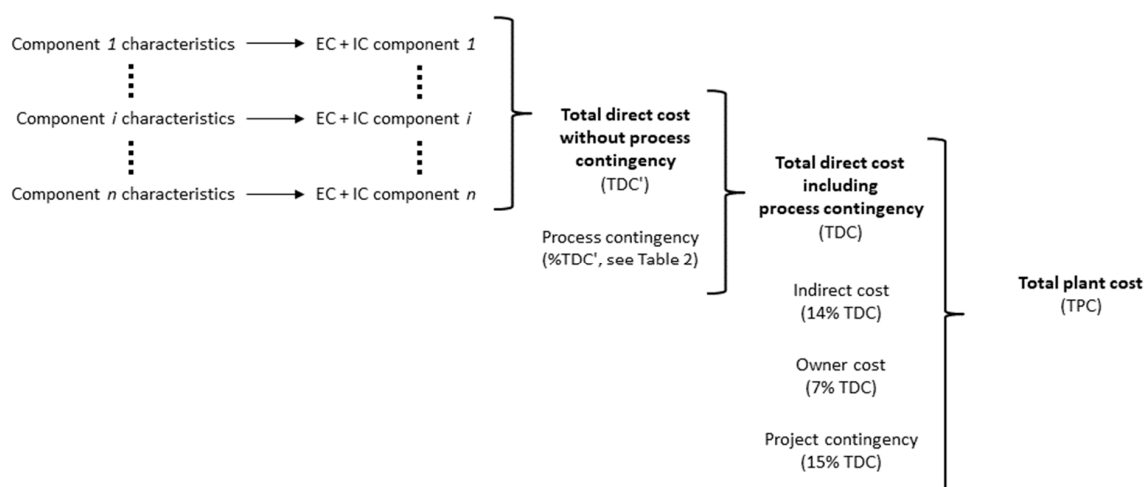 Component 1 characteristics
EC + IC component 1
Component i characteristics
EC + IC component i
Component n characteristics
EC + IC component n
Total direct cost
without process
contingency
(TDC')
Process contingency
(%TDC', see Table 2)
Total direct cost
including
process contingency
(TDC)
Indirect cost
(14% TDC)
Owner cost
(7% TDC)
Project contingency
(15% TDC)
Total plant cost
(TPC)